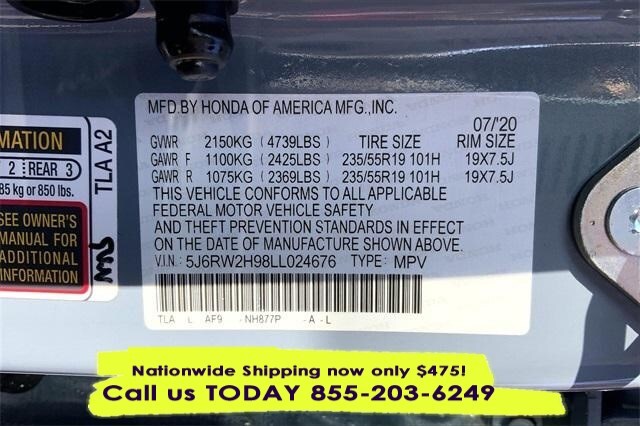 MFD.BY HONDA OF AMERICA MFG.,INC.
07/'20
GVWR 2150KG (4739LBS) TIRE SIZE RIM SIZE
GAWR F 1100KG (2425LBS) 235/55R19 101H 19X7.5J
GAWR R 1075KG (2369LBS) 235/55R19 101H 19X7.5J
THIS VEHICLE CONFORMS TO ALL APPLICABLE
FEDERAL MOTOR VEHICLE SAFETY
AND THEFT PREVENTION STANDARDS IN EFFECT
ON THE DATE OF MANUFACTURE SHOWN ABOVE.
V.I.N: 5J6RW2H98LL024676 TYPE: MPV
TLA L AF9 -NH877P -A-L
MATION
2 REAR 3
85 kg or 850 lbs.
SEE OWNER'S
MANUAL FOR
ADDITIONAL
INFORMATION
TLA A2
Nationwide Shipping now only $475!
Call us TODAY 855-203-6249